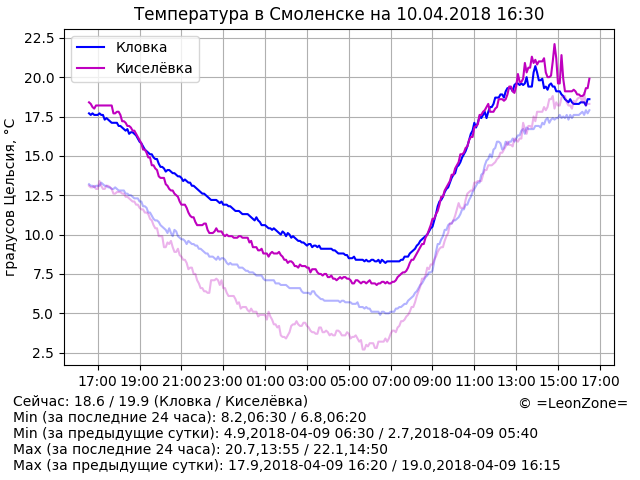 Температура в Смоленске на 10.04.2018 16:30
Кловка
Киселёвка
градусов Цельсия, °C
22.5
20.0
17.5
15.0
12.5
10.0
7.5
5.0
2.5
17:00 19:00 21:00 23:00 01:00 03:00 05:00 07:00 09:00 11:00 13:00 15:00 17:00
Сейчас: 18.6 / 19.9 (Кловка / Киселёвка)
© =LeonZone=
Min (за последние 24 часа): 8.2,06:30 / 6.8,06:20
Min (за предыдущие сутки): 4.9,2018-04-09 06:30 / 2.7,2018-04-09 05:40
Max (за последние 24 часа): 20.7,13:55 / 22.1,14:50
Max (за предыдущие сутки): 17.9,2018-04-09 16:20 / 19.0,2018-04-09 16:15